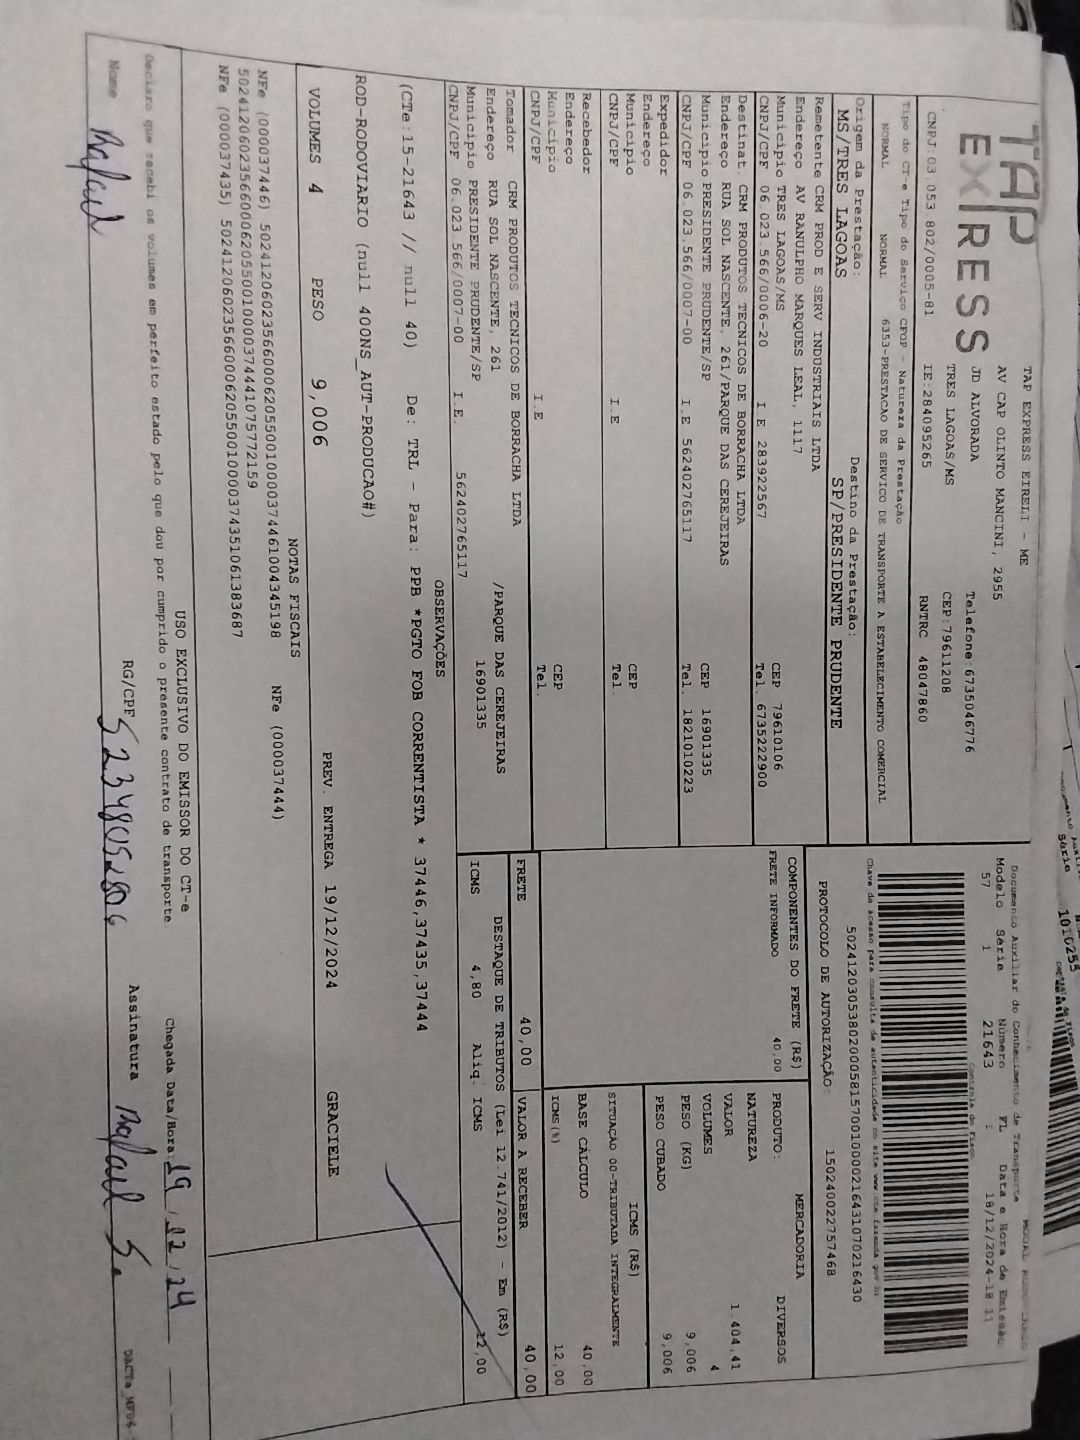 TAP
EXPRESS
TAP EXPRESS EIRELI - ME
AV CAP OLINTO MANCINI, 2955
JD ALVORADA Telefone: 6735046776
TRES LAGOAS/MS CEP:79611208
CNPJ. 03.053 802/0005-81 IE:284095265 RNTRC 48047860
Tipo do CT-e Tipo do Serviço CFOP - Natureza da Prestação
NORMAL NORMAL 6353-PRESTACAO DE SERVICO DE TRANSPORTE A ESTABELECIMENTO COMERCIAL
Origem da Prestação: Destino da Prestação:
MS/TRES LAGOAS SP/PRESIDENTE PRUDENTE
Remetente CRM PROD E SERV INDUSTRIAIS LTDA
Endereço AV RANULPHO MARQUES LEAL, 1117
Municipio TRES LAGOAS/MS CEP 79610106
CNPJ/CPF 06.023.566/0006-20 I.E 283922567 Tel. 6735222900
Destinat. CRM PRODUTOS TECNICOS DE BORRACHA LTDA
Endereço RUA SOL NASCENTE, 261/PARQUE DAS CEREJEIRAS
Municipio PRESIDENTE PRUDENTE/SP CEP 16901335
CNPJ/CPF 06.023.566/0007-00 I.E 562402765117 Tel. 1821010223
Expedidor
Endereço
Municipio CEP
CNPJ/CPF I.E Tel.
Recebedor
Endereço
Municipio CEP
CNPJ/CPF I.E Tel.
Tomador CRM PRODUTOS TECNICOS DE BORRACHA LTDA
Endereço RUA SOL NASCENTE, 261 /PARQUE DAS CEREJEIRAS
Municipio PRESIDENTE PRUDENTE/SP 16901335
CNPJ/CPF 06.023.566/0007-00 I.E. 562402765117
Documento Auxiliar do Conhecimento de Transporte
Modelo Série Número FL Data e Hora de Emissão
57 1 21643 18/12/2024-18 11
Controle do Fisco
Chave de acesso para consulta de autenticidade no site www.cte.fazenda.gov.br
50241203053802000581570010000216431070216430
PROTOCOLO DE AUTORIZAÇÃO: 150240022757468
COMPONENTES DO FRETE (R$)
FRETE INFORMADO 40,00
PRODUTO: MERCADORIA
NATUREZA DIVERSOS
VALOR 1.404,41
VOLUMES 4
PESO (KG) 9,006
PESO CUBADO 9,006
ICMS (R$)
SITUAÇÃO 00-TRIBUTADA INTEGRALMENTE
BASE CÁLCULO 40,00
ICMS(%) 12,00
FRETE 40,00 VALOR A RECEBER 40,00
DESTAQUE DE TRIBUTOS (Lei 12.741/2012) - Em (R$)
ICMS 4,80 Aliq. ICMS 12,00
OBSERVAÇÕES
(CTe:15-21643 // null 40) De: TRL - Para: PPB *PGTO FOB CORRENTISTA * 37446,37435,37444
ROD-RODOVIARIO (null 400NS_AUT-PRODUCAO#)
VOLUMES 4 PESO 9,006 PREV. ENTREGA 19/12/2024 GRACIELE
NOTAS FISCAIS
NFe (000037446) 50241206023566000620550010000374461004345198 NFe (000037444)
50241206023566000620550010000374441075772159
NFe (000037435) 50241206023566000620550010000374351061383687
USO EXCLUSIVO DO EMISSOR DO CT-e
Declaro que recebi os volumes em perfeito estado pelo que dou por cumprido o presente contrato de transporte Chegada Data/Hora: 19/12/24
Nome Rafael RG/CPF 52348052806 Assinatura Rafael S.
Série 1010255